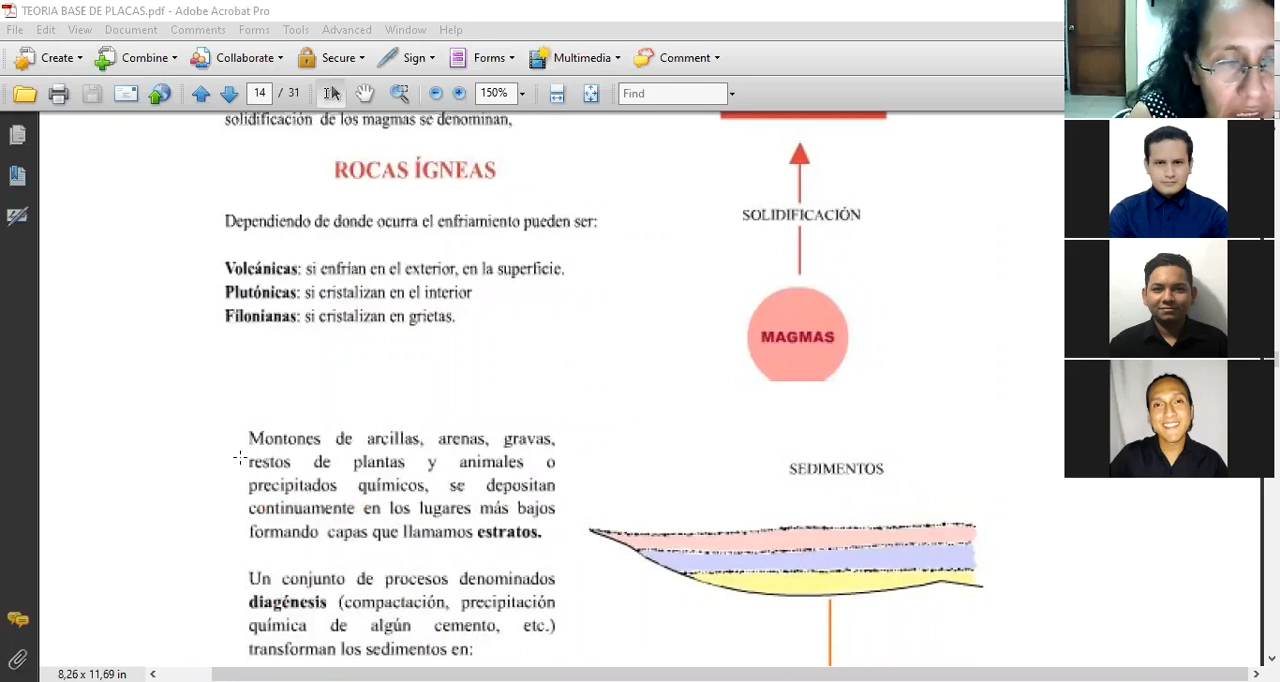 TEORIA BASE DE PLACAS.pdf - Adobe Acrobat Pro
File Edit View Document Comments Forms Tools Advanced Window Help
Create Combine Collaborate Secure Sign Forms Multimedia Comment
14 / 31 150% Find
solidificación de los magmas se denominan,
ROCAS ÍGNEAS
Dependiendo de donde ocurra el enfriamiento pueden ser:
Volcánicas: si enfrían en el exterior, en la superficie.
Plutónicas: si cristalizan en el interior
Filonianas: si cristalizan en grietas.
SOLIDIFICACIÓN
MAGMAS
Montones de arcillas, arenas, gravas,
restos de plantas y animales o
precipitados químicos, se depositan
continuamente en los lugares más bajos
formando capas que llamamos estratos.
Un conjunto de procesos denominados
diagénesis (compactación, precipitación
química de algún cemento, etc.)
transforman los sedimentos en:
SEDIMENTOS
8,26 x 11,69 in